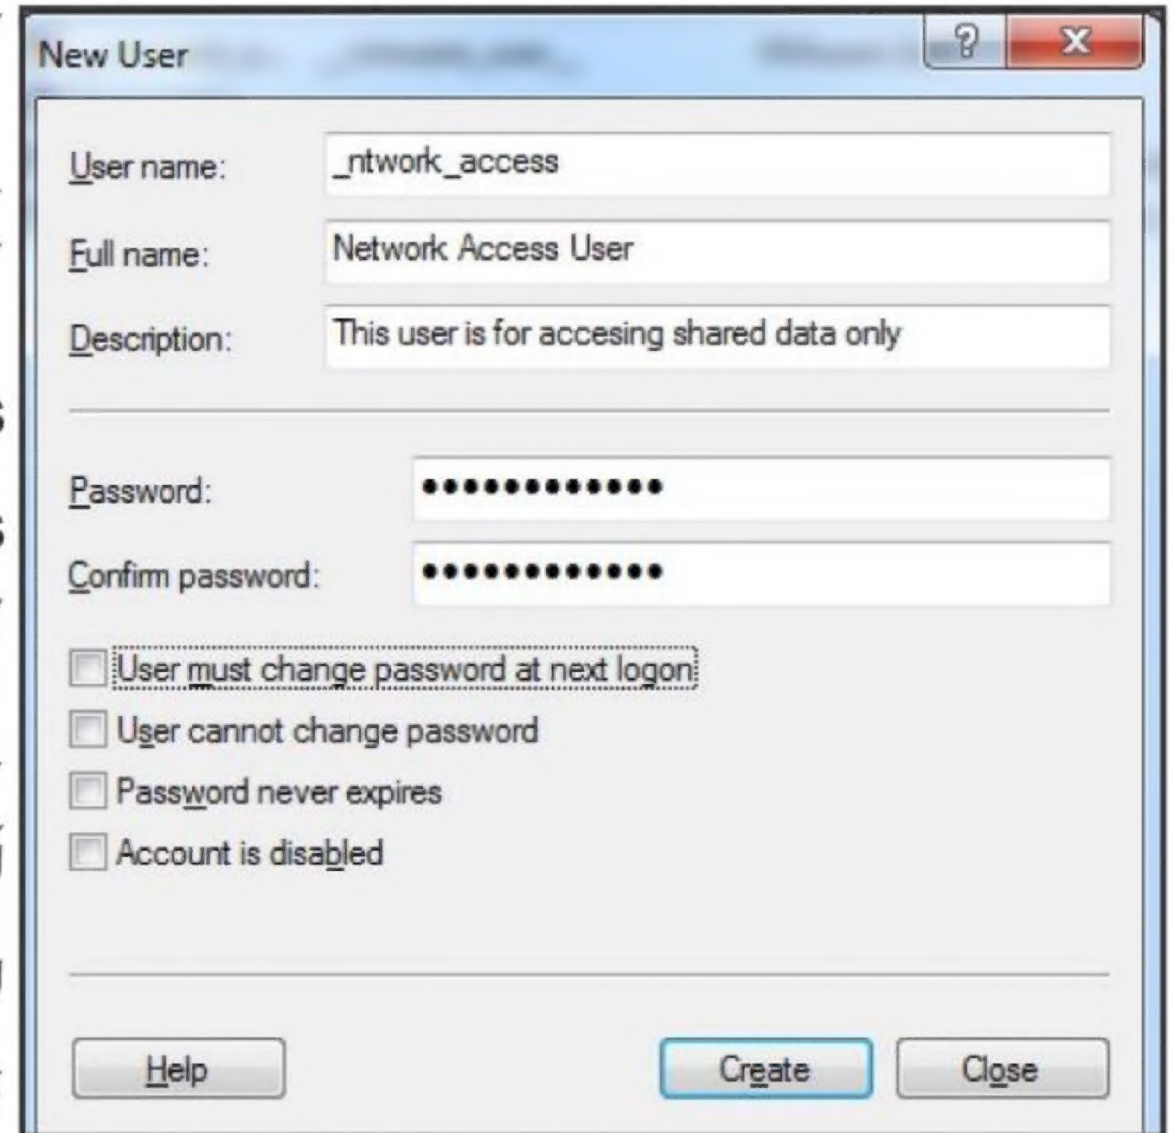 New User
?
User name: _ntwork_access
Full name: Network Access User
Description: This user is for accesing shared data only
Password: ●●●●●●●●●●●●
Confirm password: ●●●●●●●●●●●●
User must change password at next logon
User cannot change password
Password never expires
Account is disabled
Help Create Close